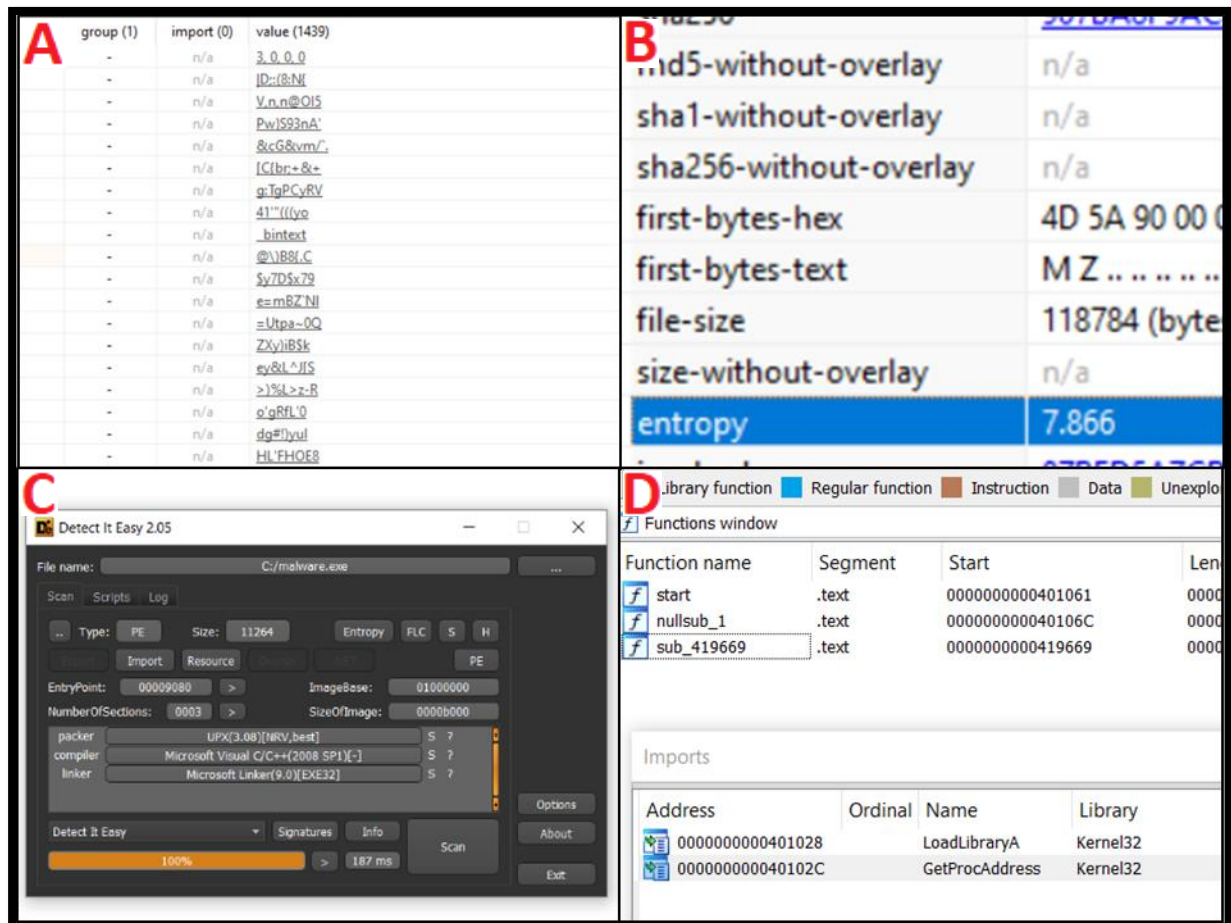 A
group (1) import (0) value (1439)
- n/a 3, 0, 0, 0
- n/a |D::(8:N{
- n/a V,n,n@OI5
- n/a Pw)S93nA'
- n/a &cG&vm/^,
- n/a [C{br;+&+
- n/a g:TgPCyRV
- n/a 41'"(((yo
- n/a _bintext
- n/a @\)B8[.C
- n/a $y7D$x79
- n/a e=mBZ`NI
- n/a =Utpa~0Q
- n/a ZXy)iB$k
- n/a ey&L^J[S
- n/a >)%L>z-R
- n/a o'gRfL'0
- n/a dg#!)yuI
- n/a HL'FHOE8
B
md5-without-overlay n/a
sha1-without-overlay n/a
sha256-without-overlay n/a
first-bytes-hex 4D 5A 90 00
first-bytes-text M Z .. .. .. .. ..
file-size 118784 (byte
size-without-overlay n/a
entropy 7.866
C
Detect It Easy 2.05
File name: C:/malware.exe ...
Scan Scripts Log
.. Type: PE Size: 11264 Entropy FLC S H
Import Resource PE
EntryPoint: 00009080 > ImageBase: 01000000
NumberOfSections: 0003 > SizeOfImage: 0000b000
packer UPX(3.08)[NRV,best] S ?
compiler Microsoft Visual C/C++(2008 SP1)[-] S ?
linker Microsoft Linker(9.0)[EXE32] S ?
Options
Detect It Easy Signatures Info Scan About
100% > 187 ms
Exit
D
Library function Regular function Instruction Data Unexplo
Functions window
Function name Segment Start Len
start .text 0000000000401061 0000
nullsub_1 .text 000000000040106C 0000
sub_419669 .text 0000000000419669 0000
Imports
Address Ordinal Name Library
0000000000401028 LoadLibraryA Kernel32
000000000040102C GetProcAddress Kernel32